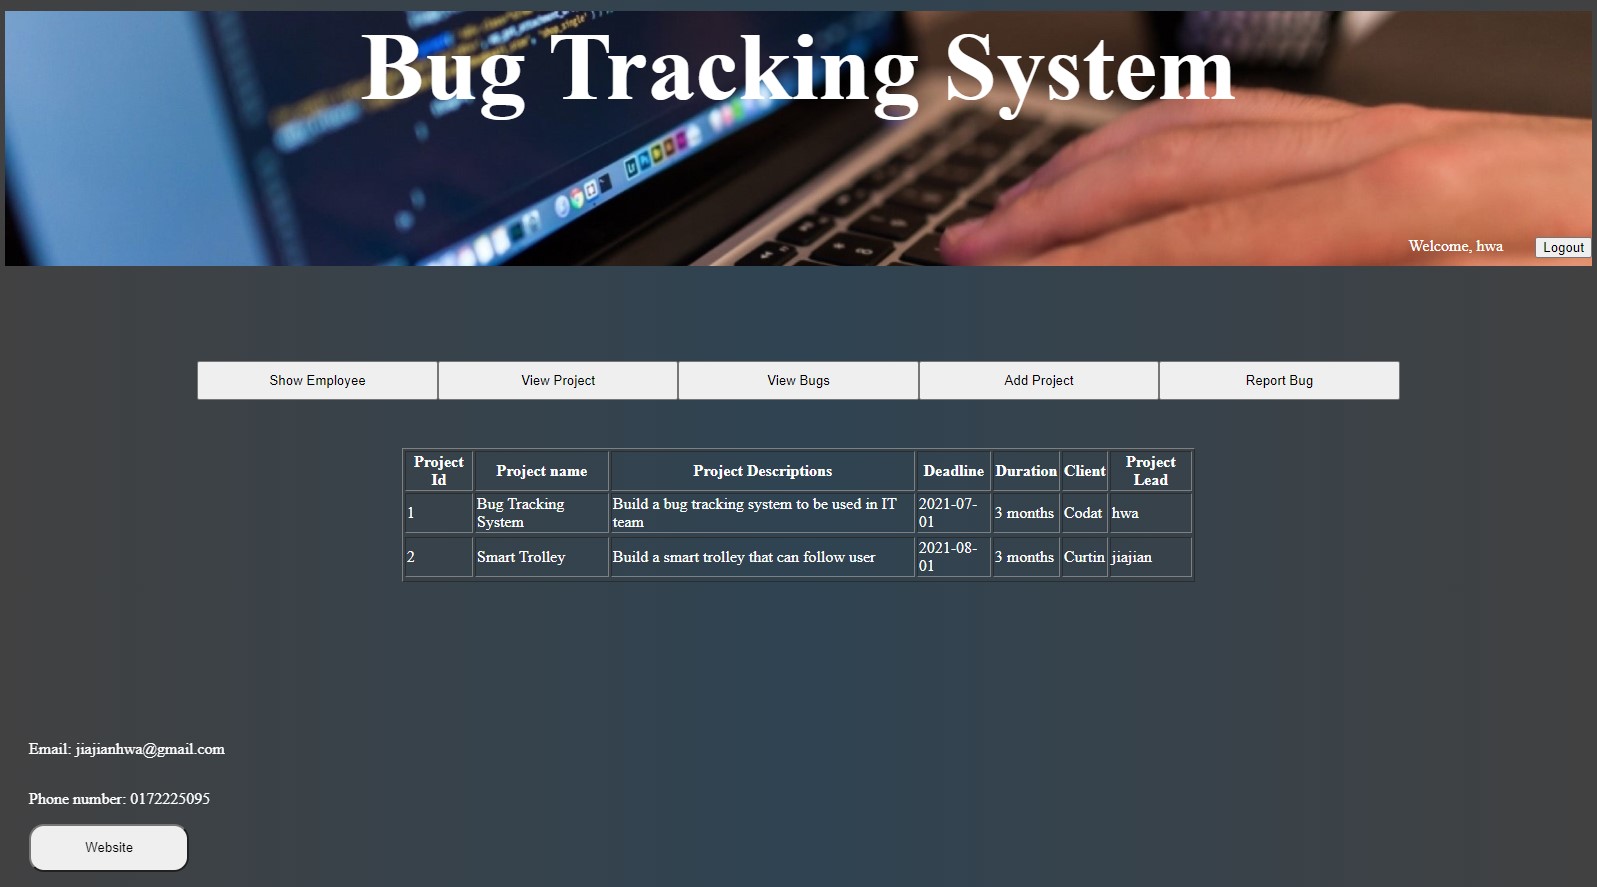 Bug Tracking System
Welcome, hwa
Logout
Show Employee
View Project
View Bugs
Add Project
Report Bug
Project Id
Project name
Project Descriptions
Deadline
Duration
Client
Project Lead
1
Bug Tracking System
Build a bug tracking system to be used in IT team
2021-07-01
3 months
Codat
hwa
2
Smart Trolley
Build a smart trolley that can follow user
2021-08-01
3 months
Curtin
jiajian
Email: jiajianhwa@gmail.com
Phone number: 0172225095
Website